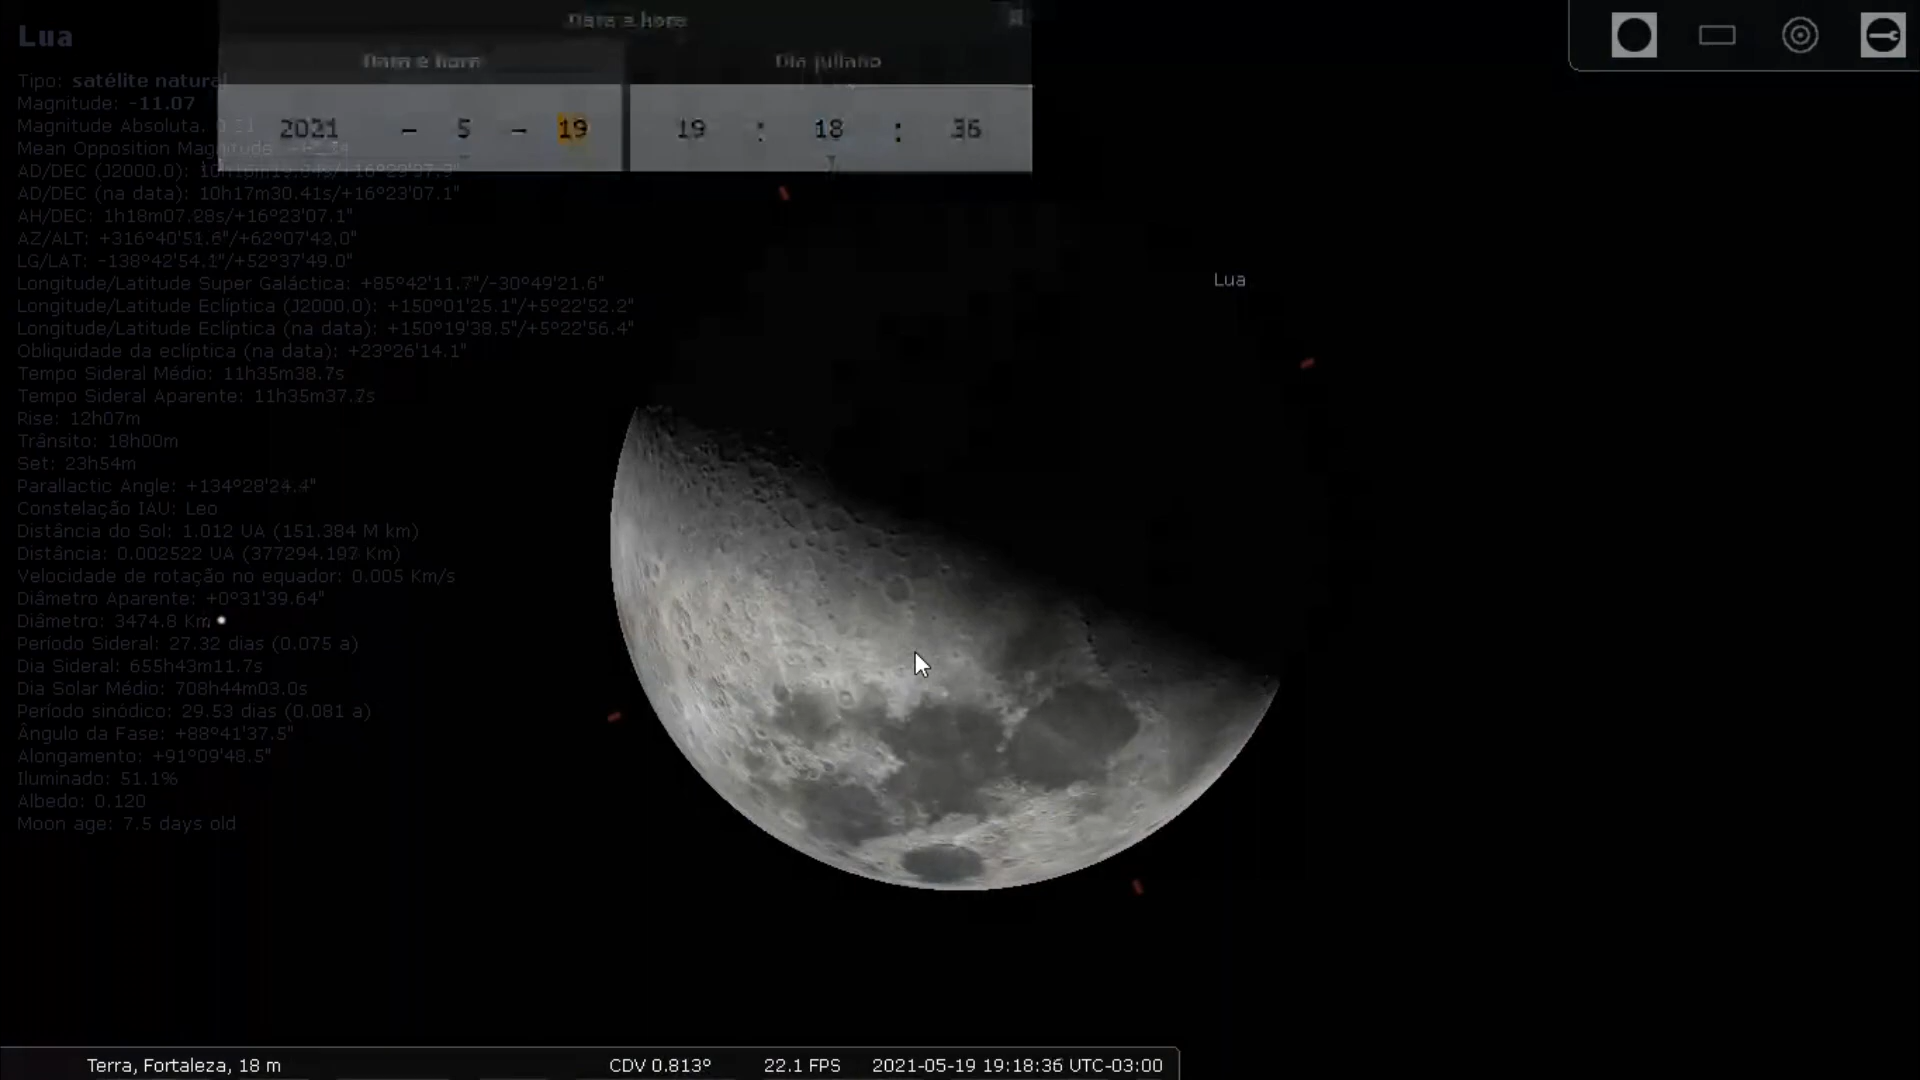 Lua
Data e hora
Data e hora
Dia juliano
2021 - 5 - 19
19 : 18 : 36
Tipo: satélite natural
Magnitude: -11.07
Magnitude Absoluta:
Mean Opposition Magnitude:
AD/DEC (J2000.0):
AD/DEC (na data): 10h17m30.41s/+16°23'07.1"
AH/DEC: 1h18m07.28s/+16°23'07.1"
AZ/ALT: +316°40'51.6"/+62°07'43.0"
LG/LAT: -138°42'54.1"/+52°37'49.0"
Longitude/Latitude Super Galáctica: +85°42'11.7"/-30°49'21.6"
Longitude/Latitude Eclíptica (J2000.0): +150°01'25.1"/+5°22'52.2"
Longitude/Latitude Eclíptica (na data): +150°19'38.5"/+5°22'56.4"
Obliquidade da eclíptica (na data): +23°26'14.1"
Tempo Sideral Médio: 11h35m38.7s
Tempo Sideral Aparente: 11h35m37.7s
Rise: 12h07m
Trânsito: 18h00m
Set: 23h54m
Parallactic Angle: +134°28'24.4"
Constelação IAU: Leo
Distância do Sol: 1.012 UA (151.384 M km)
Distância: 0.002522 UA (377294.197 Km)
Velocidade de rotação no equador: 0.005 Km/s
Diâmetro Aparente: +0°31'39.64"
Diâmetro: 3474.8 Km
Período Sideral: 27.32 dias (0.075 a)
Dia Sideral: 655h43m11.7s
Dia Solar Médio: 708h44m03.0s
Período sinódico: 29.53 dias (0.081 a)
Ângulo da Fase: +88°41'37.5"
Alongamento: +91°09'48.5"
Iluminado: 51.1%
Albedo: 0.120
Moon age: 7.5 days old
Lua
Terra, Fortaleza, 18 m
CDV 0.813°
22.1 FPS
2021-05-19 19:18:36 UTC-03:00